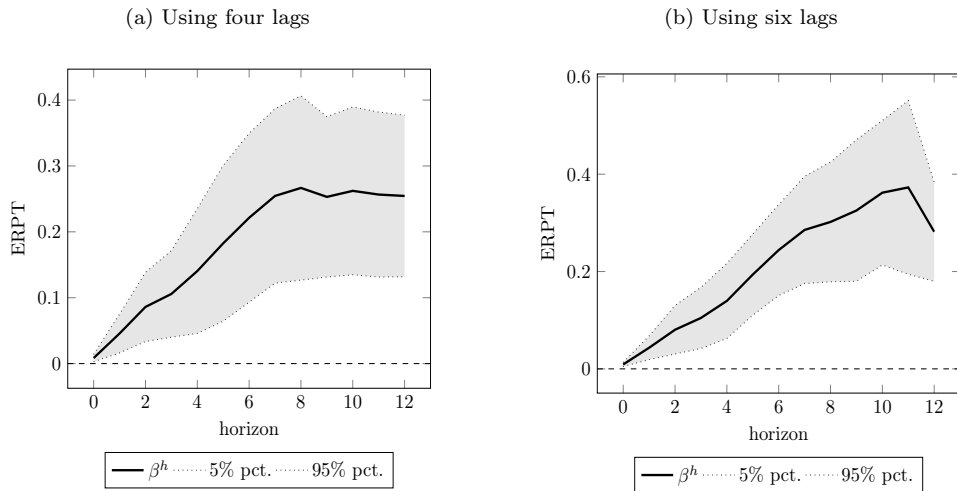 (a) Using four lags
0.4
0.3
0.2
0.1
0
ERPT
0 2 4 6 8 10 12
horizon
β^h 5% pct. 95% pct.
(b) Using six lags
0.6
0.4
0.2
0
ERPT
0 2 4 6 8 10 12
horizon
β^h 5% pct. 95% pct.